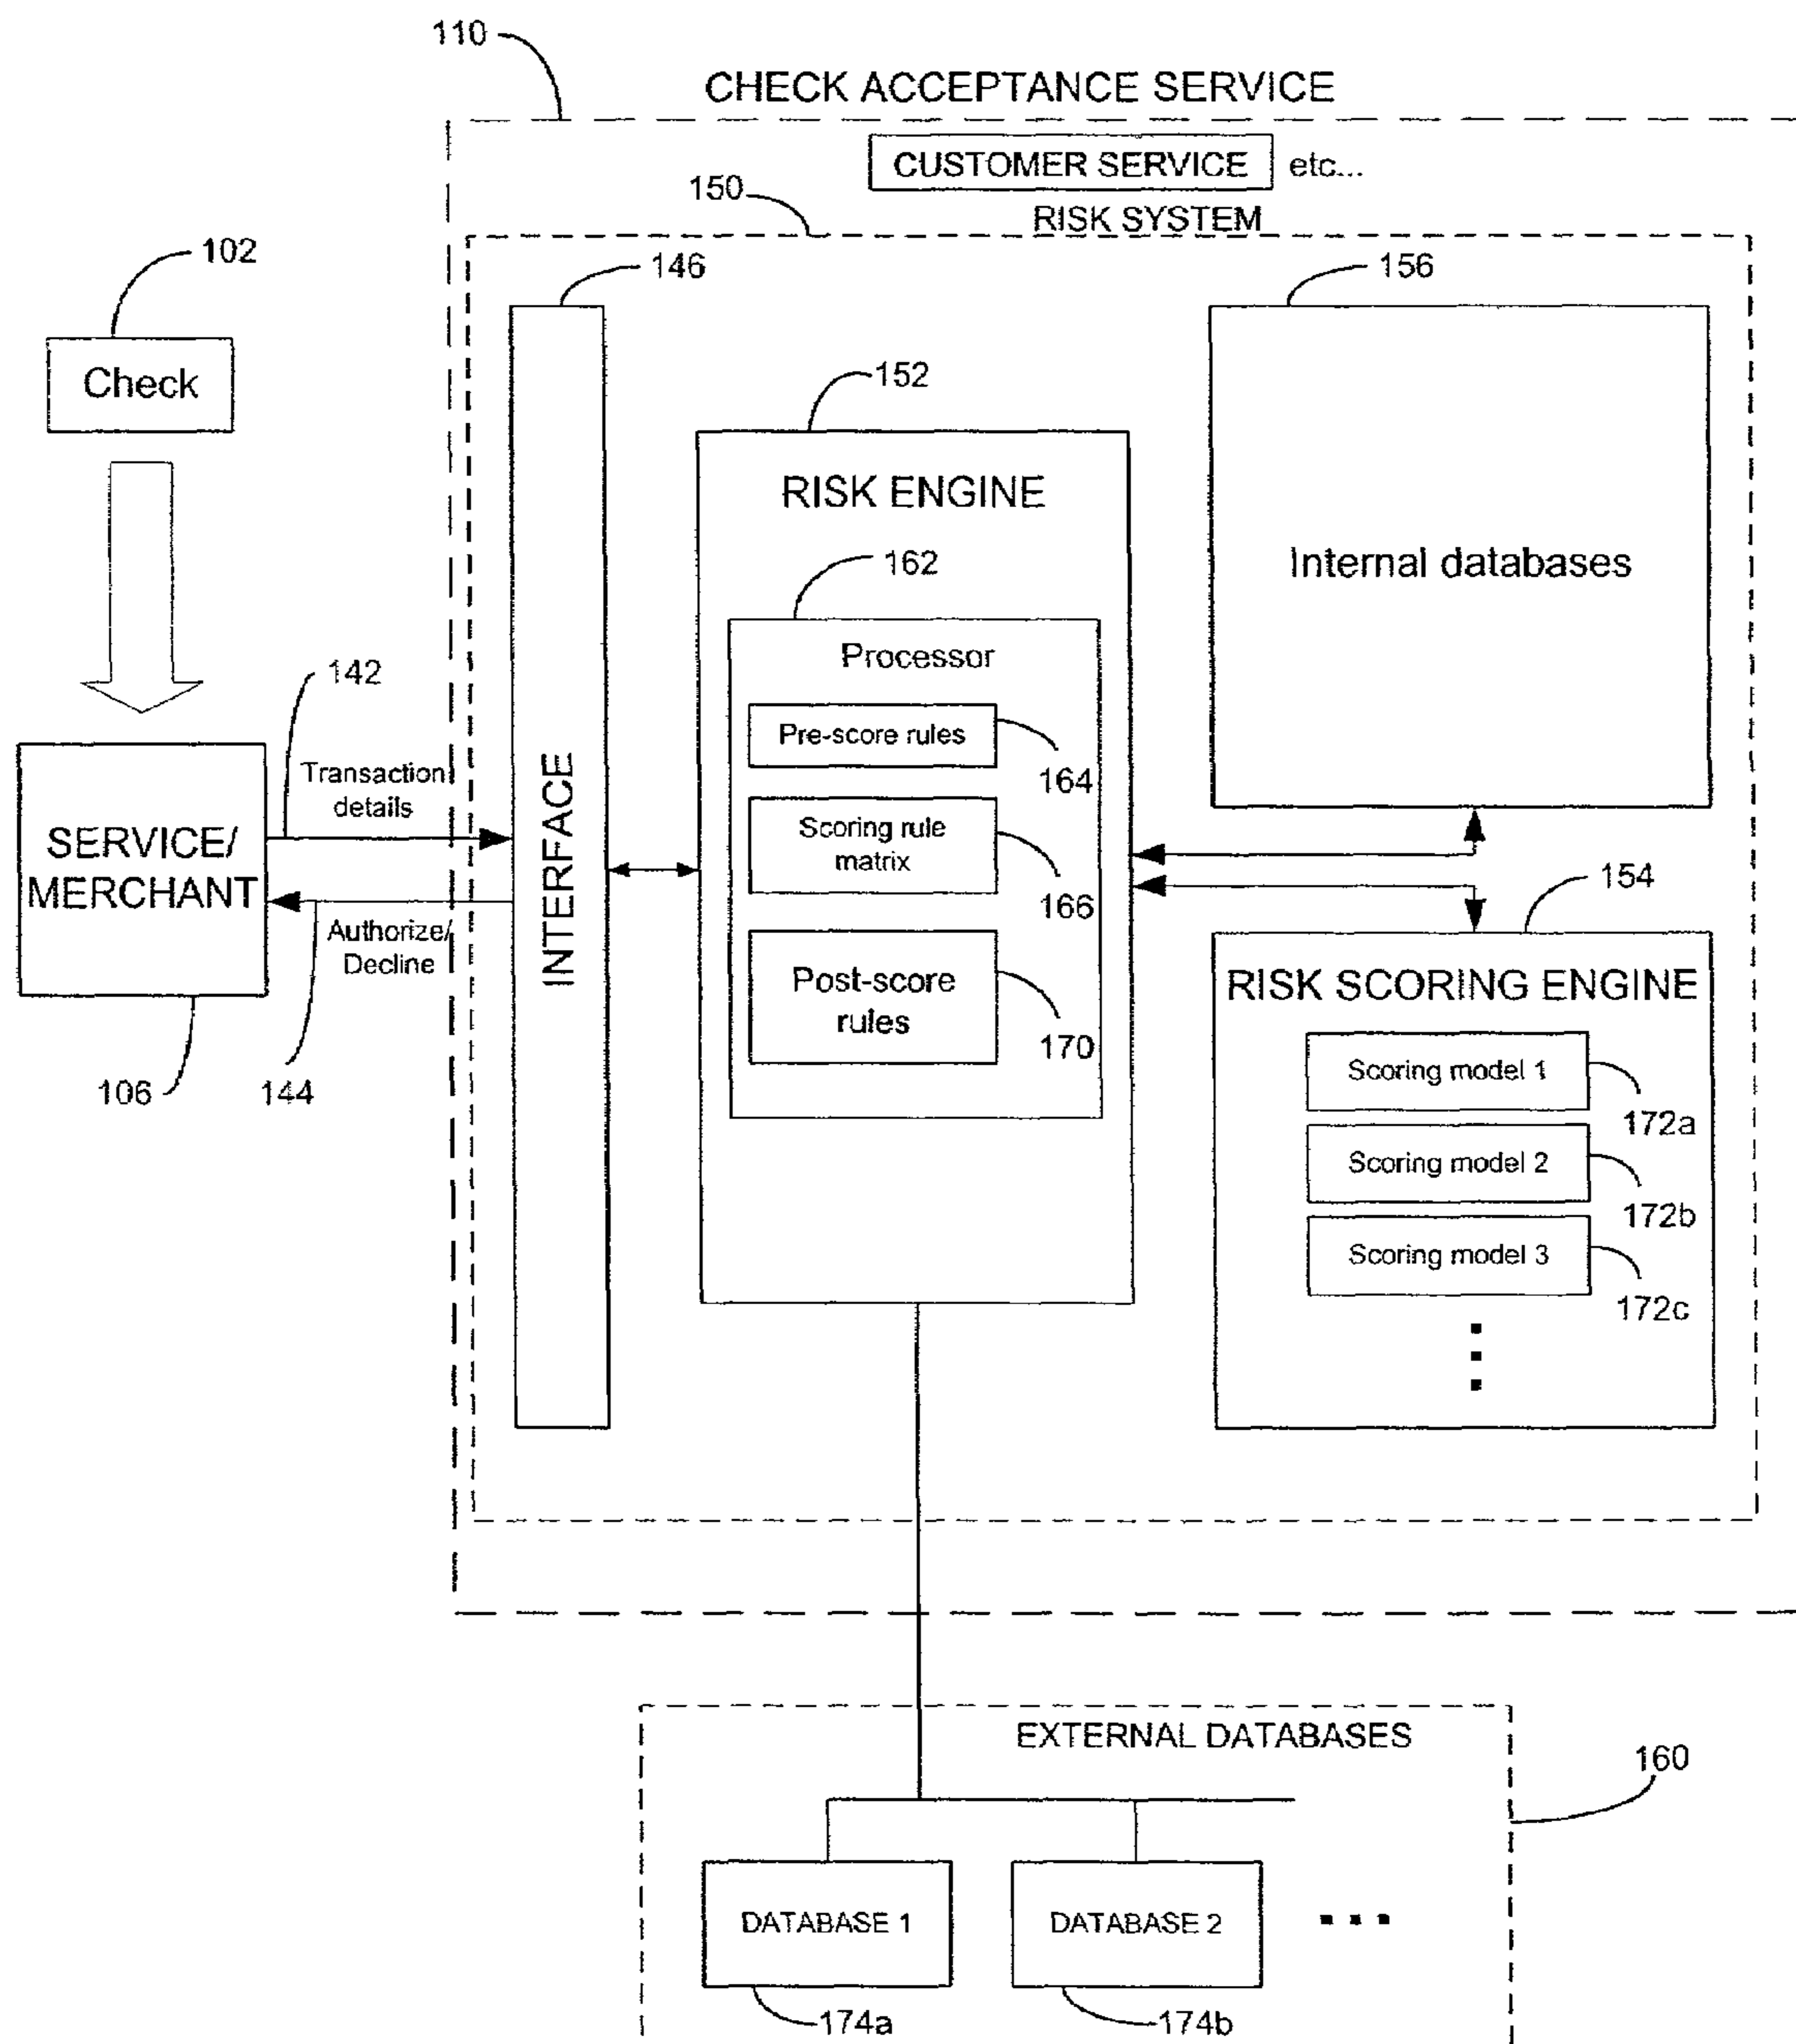 110
CHECK ACCEPTANCE SERVICE
CUSTOMER SERVICE etc...
150
RISK SYSTEM
102
146
156
Check
152
RISK ENGINE
Internal databases
162
Processor
142
Pre-score rules
164
Transaction
details
SERVICE/
MERCHANT
INTERFACE
Scoring rule
matrix
166
154
Authorize/
Decline
RISK SCORING ENGINE
Post-score
rules
170
106
144
Scoring model 1
172a
Scoring model 2
172b
Scoring model 3
172c
EXTERNAL DATABASES
160
DATABASE 1
DATABASE 2
174a
174b